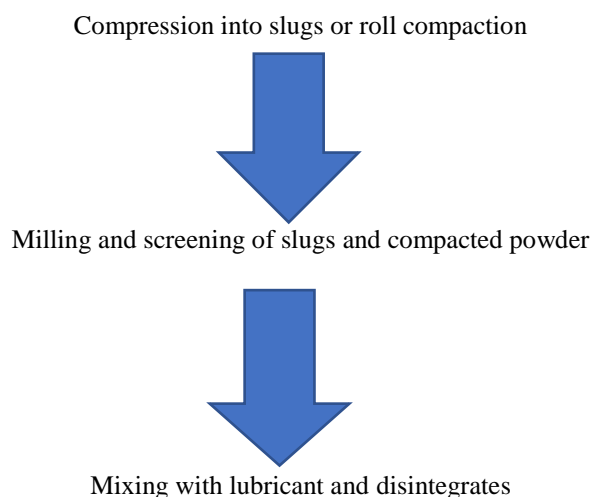 Compression into slugs or roll compaction
Milling and screening of slugs and compacted powder
Mixing with lubricant and disintegrates